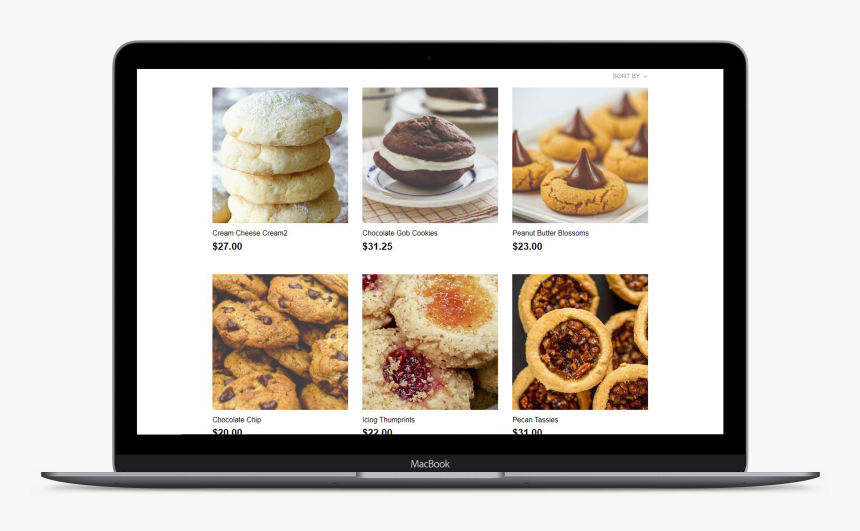 SORT BY
Cream Cheese Cream2
Chocolate Gob Cookies
Peanut Butter Blossoms
$27.00
$31.25
$23.00
Chocolate Chip
Icing Thumprints
Pecan Tassies
$20.00
$22.00
$31.00
MacBook